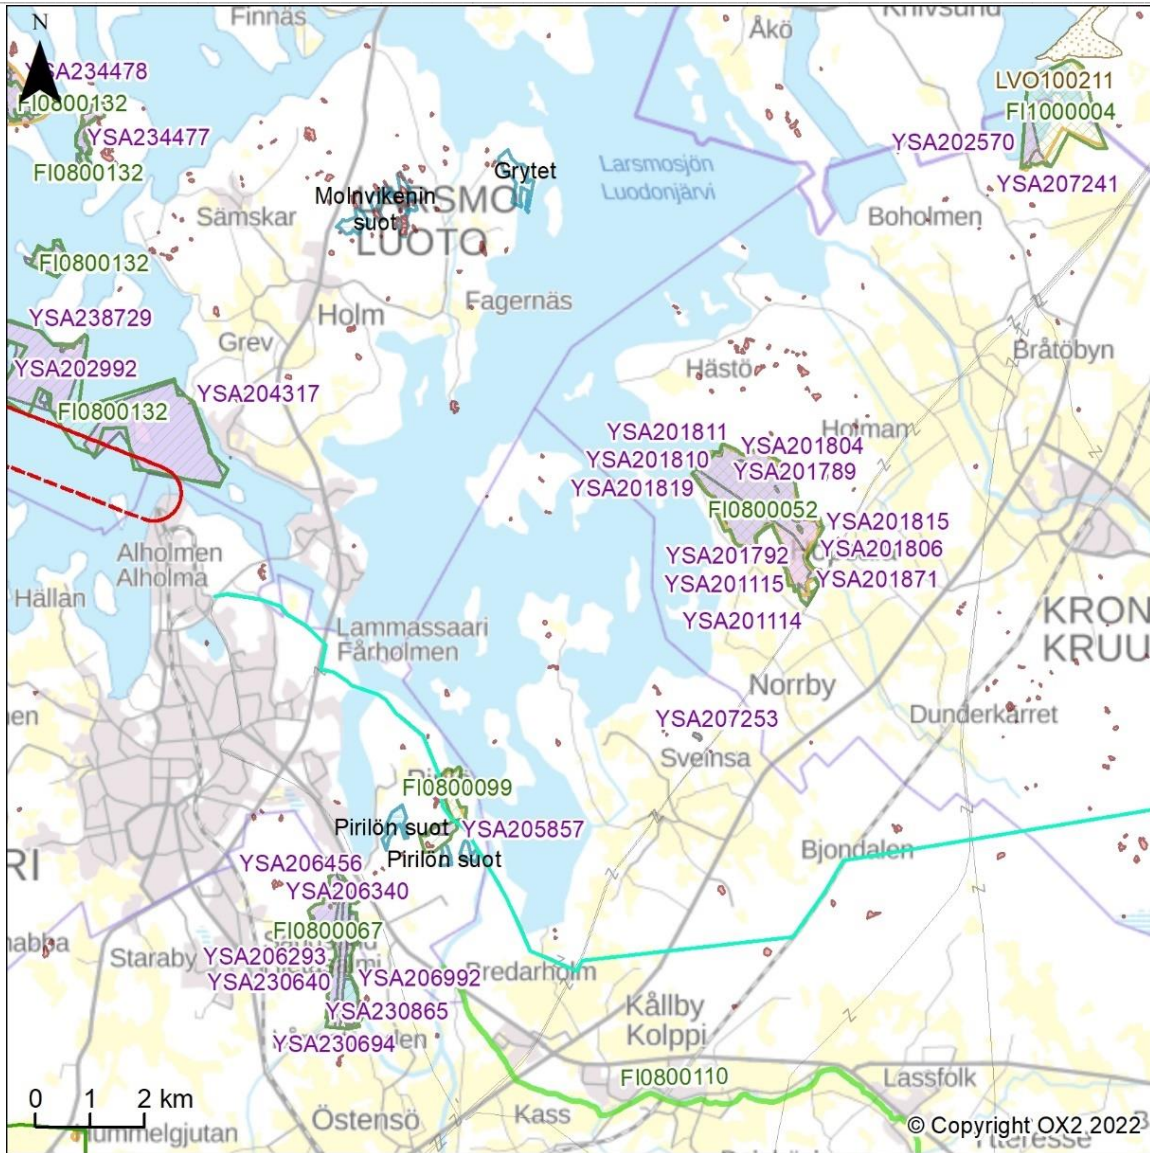 Finnäs
Åkö
N
YSA234478
FI0800132
YSA234477
FI0800132
LVO100211
FI1000004
YSA202570
YSA207241
Larsmosjön
Luodonjärvi
Grytet
Molnvikenin
suot
LUOTO
Sämskar
Boholmen
FI0800132
Fagernäs
Holm
Grev
YSA238729
YSA202992
YSA204317
FI0800132
Bråtöbyn
Hästö
Holman
YSA201811
YSA201804
YSA201810
YSA201789
YSA201819
FI0800052
YSA201815
YSA201792
YSA201806
YSA201115
YSA201871
YSA201114
Alholmen
Alholma
Hällan
Lammassaari
Fårholmen
KRON
KRUU
Norrby
Dunderkärret
YSA207253
Sveinsa
FI0800099
Pirilön suot
YSA205857
Pirilön suot
Bjondalen
YSA206456
YSA206340
FI0800067
RI
Staraby
YSA206293
YSA230640
YSA206992
Bredarholm
YSA230865
YSA230694
Kållby
Kolppi
FI0800110
Lassfolk
Kass
Östensö
0 1 2 km
© Copyright OX2 2022